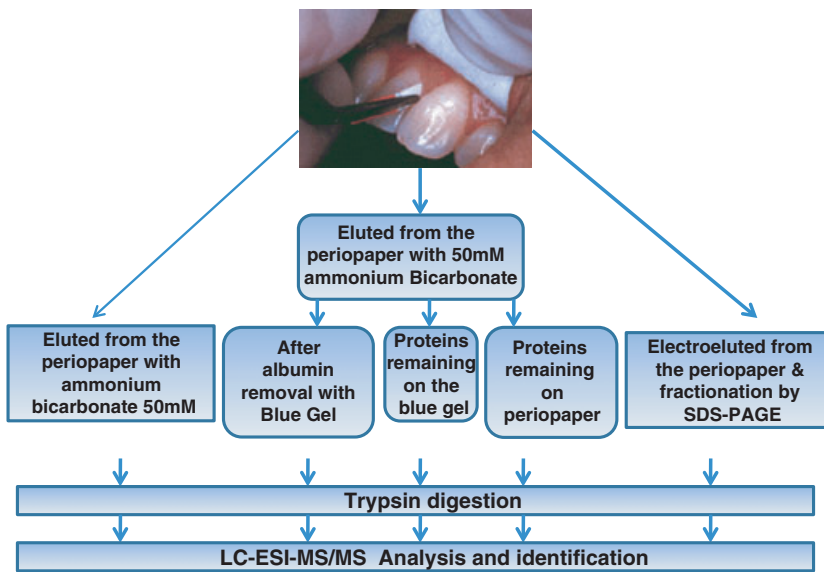 Eluted from the
periopaper with 50mM
ammonium Bicarbonate
Eluted from the
periopaper with
ammonium
bicarbonate 50mM
After
albumin
removal with
Blue Gel
Proteins
remaining
on the
blue gel
Proteins
remaining
on
periopaper
Electroeluted from
the periopaper &
fractionation by
SDS-PAGE
Trypsin digestion
LC-ESI-MS/MS Analysis and identification